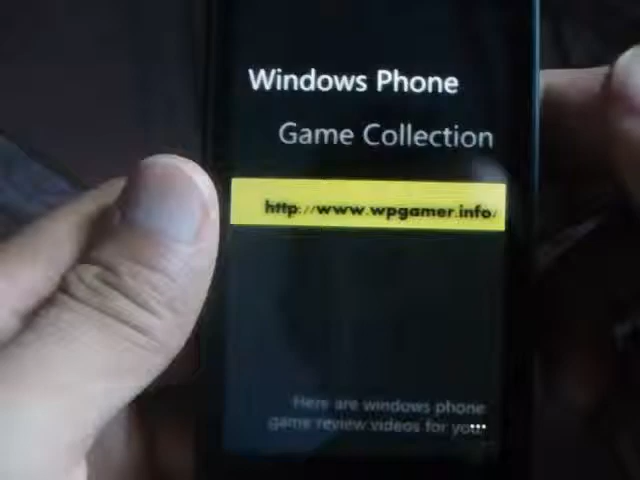 Windows Phone
Game Collection
http://www.wpgamer.info/
Here are windows phone
game review videos for you.
...